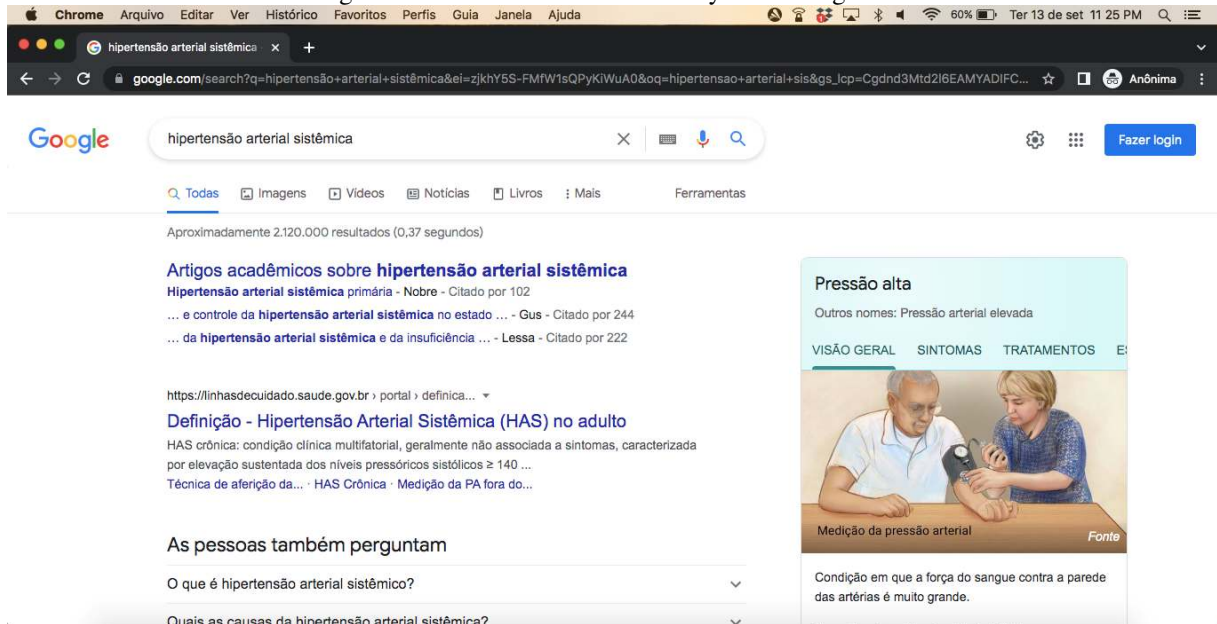 Chrome Arquivo Editar Ver Histórico Favoritos Perfis Guia Janela Ajuda 60% Ter 13 de set 11 25 PM
hipertensão arterial sistêmica
google.com/search?q=hipertensão+arterial+sistêmica&ei=zjkhY5S-FMfW1sQPyKiWuA0&oq=hipertensao+arterial+sis&gs_lcp=Cgdnd3Mtd2l6EAMYADIFC... Anônima
Google hipertensão arterial sistêmica Fazer login
Todas Imagens Vídeos Notícias Livros Mais Ferramentas
Aproximadamente 2.120.000 resultados (0,37 segundos)
Artigos acadêmicos sobre hipertensão arterial sistêmica
Hipertensão arterial sistêmica primária - Nobre - Citado por 102
... e controle da hipertensão arterial sistêmica no estado ... - Gus - Citado por 244
... da hipertensão arterial sistêmica e da insuficiência ... - Lessa - Citado por 222
https://linhasdecuidado.saude.gov.br › portal › definica...
Definição - Hipertensão Arterial Sistêmica (HAS) no adulto
HAS crônica: condição clínica multifatorial, geralmente não associada a sintomas, caracterizada
por elevação sustentada dos níveis pressóricos sistólicos ≥ 140 ...
Técnica de aferição da... · HAS Crônica · Medição da PA fora do...
As pessoas também perguntam
O que é hipertensão arterial sistêmico?
Quais as causas da hipertensão arterial sistêmica?
Pressão alta
Outros nomes: Pressão arterial elevada
VISÃO GERAL SINTOMAS TRATAMENTOS
Medição da pressão arterial
Fonte
Condição em que a força do sangue contra a parede
das artérias é muito grande.